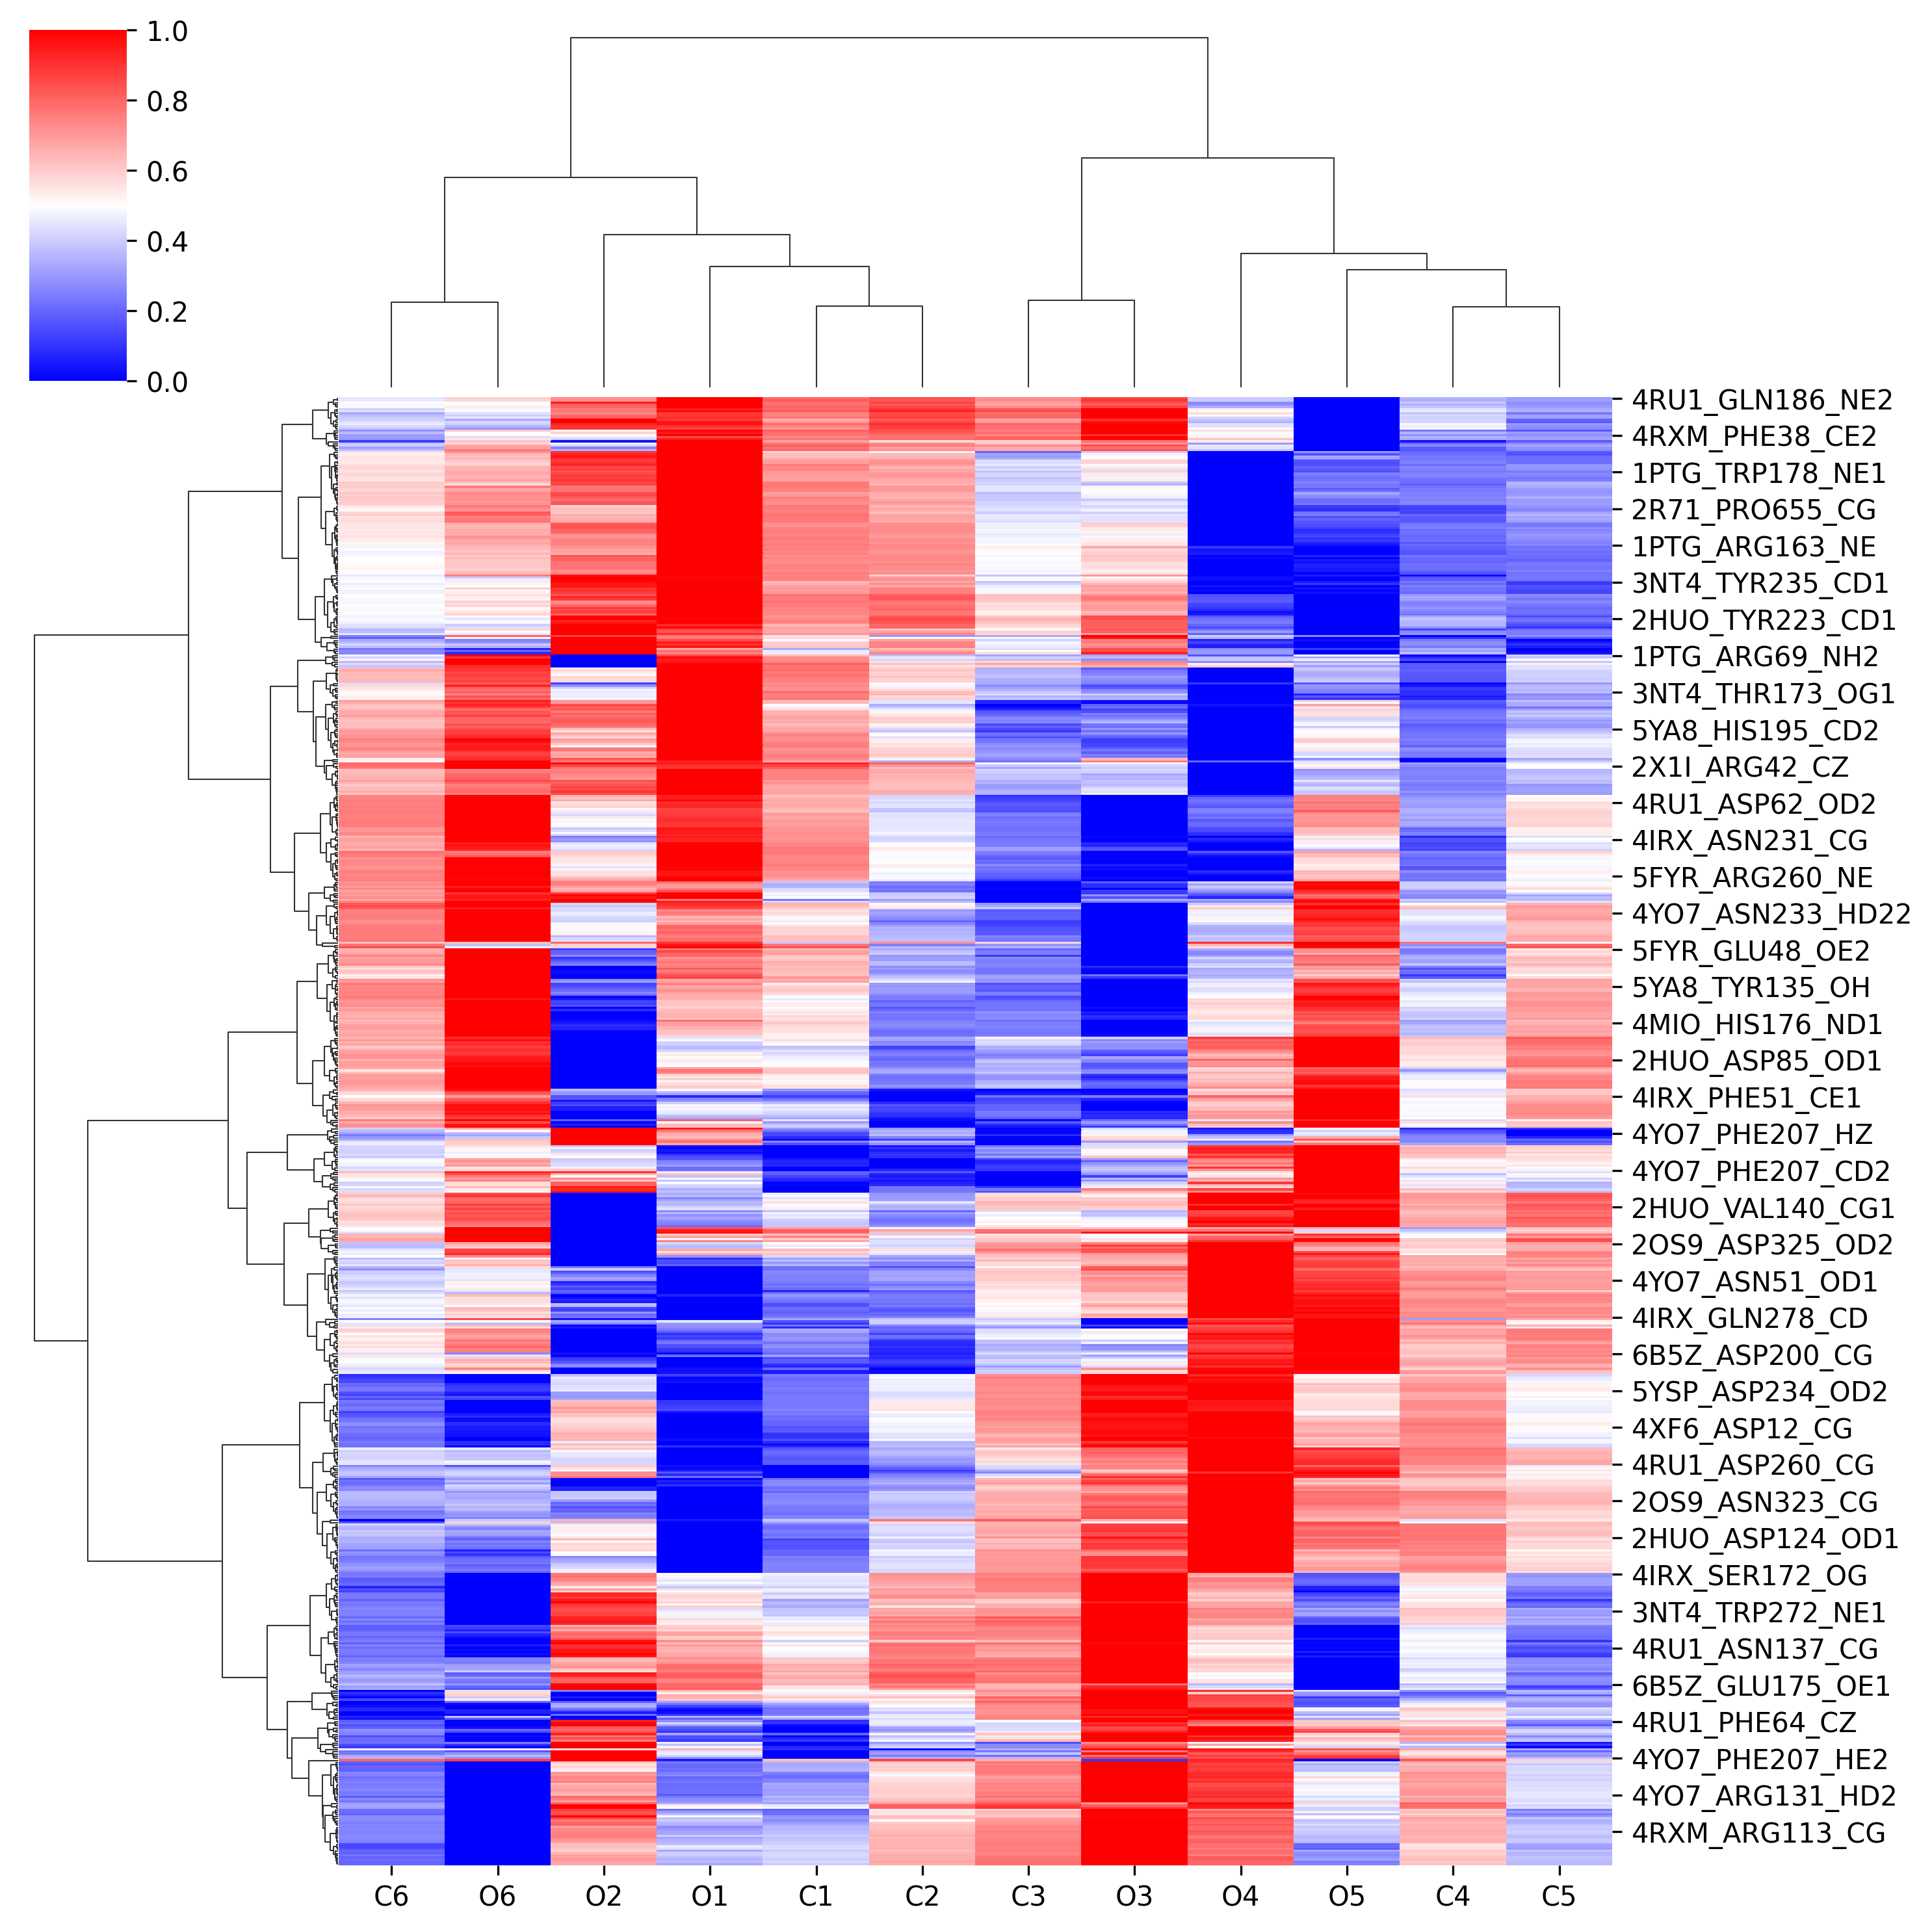 1.0
0.8
0.6
0.4
0.2
0.0
4RU1_GLN186_NE2
4RXM_PHE38_CE2
1PTG_TRP178_NE1
2R71_PRO655_CG
1PTG_ARG163_NE
3NT4_TYR235_CD1
2HUO_TYR223_CD1
1PTG_ARG69_NH2
3NT4_THR173_OG1
5YA8_HIS195_CD2
2X1I_ARG42_CZ
4RU1_ASP62_OD2
4IRX_ASN231_CG
5FYR_ARG260_NE
4YO7_ASN233_HD22
5FYR_GLU48_OE2
5YA8_TYR135_OH
4MIO_HIS176_ND1
2HUO_ASP85_OD1
4IRX_PHE51_CE1
4YO7_PHE207_HZ
4YO7_PHE207_CD2
2HUO_VAL140_CG1
2OS9_ASP325_OD2
4YO7_ASN51_OD1
4IRX_GLN278_CD
6B5Z_ASP200_CG
5YSP_ASP234_OD2
4XF6_ASP12_CG
4RU1_ASP260_CG
2OS9_ASN323_CG
2HUO_ASP124_OD1
4IRX_SER172_OG
3NT4_TRP272_NE1
4RU1_ASN137_CG
6B5Z_GLU175_OE1
4RU1_PHE64_CZ
4YO7_PHE207_HE2
4YO7_ARG131_HD2
4RXM_ARG113_CG
C6 O6 O2 O1 C1 C2 C3 O3 O4 O5 C4 C5